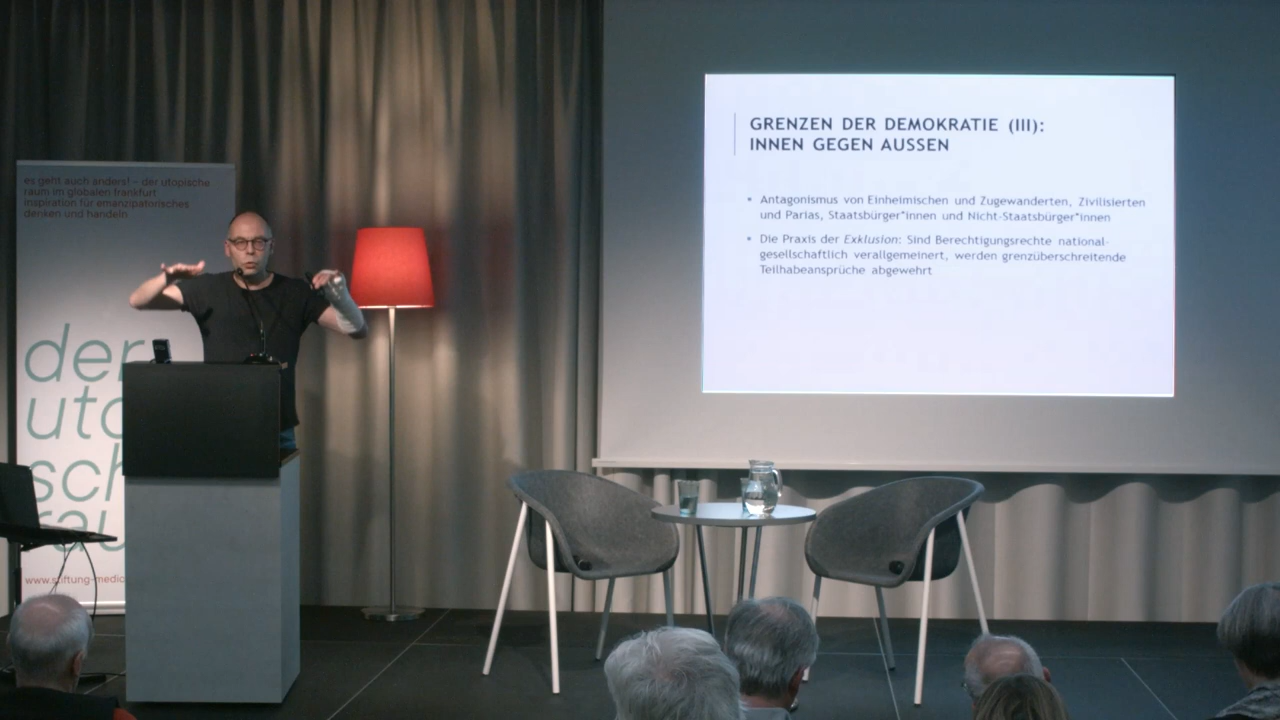 es geht auch anders! – der utopische
raum im globalen frankfurt
inspiration für emanzipatorisches
denken und handeln
der
uto
sch
rau
www.stiftung-medic
GRENZEN DER DEMOKRATIE (III):
INNEN GEGEN AUSSEN
▪ Antagonismus von Einheimischen und Zugewanderten, Zivilisierten
und Parias, Staatsbürger*innen und Nicht-Staatsbürger*innen
▪ Die Praxis der Exklusion: Sind Berechtigungsrechte national-
gesellschaftlich verallgemeinert, werden grenzüberschreitende
Teilhabeansprüche abgewehrt